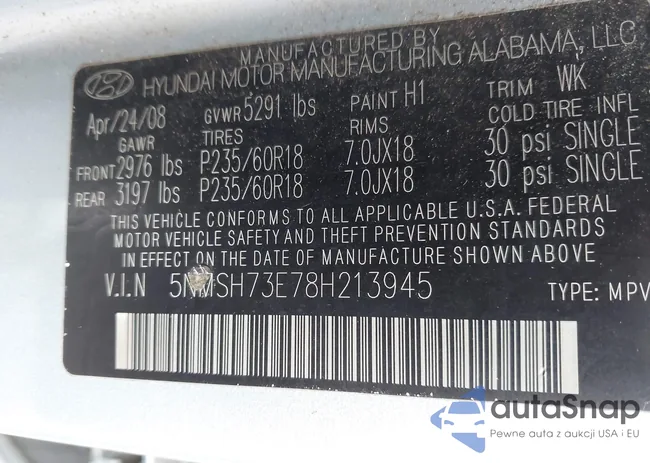 MANUFACTURED BY
HYUNDAI MOTOR MANUFACTURING ALABAMA, LLC
Apr/24/08 GVWR 5291 lbs PAINT H1 TRIM WK
GAWR TIRES RIMS COLD TIRE INFL
FRONT 2976 lbs P235/60R18 7.0JX18 30 psi SINGLE
REAR 3197 lbs P235/60R18 7.0JX18 30 psi SINGLE
THIS VEHICLE CONFORMS TO ALL APPLICABLE U.S.A. FEDERAL
MOTOR VEHICLE SAFETY AND THEFT PREVENTION STANDARDS
IN EFFECT ON THE DATE OF MANUFACTURE SHOWN ABOVE
V.I.N 5NMSH73E78H213945 TYPE: MPV
autaSnap
Pewne auta z aukcji USA i EU